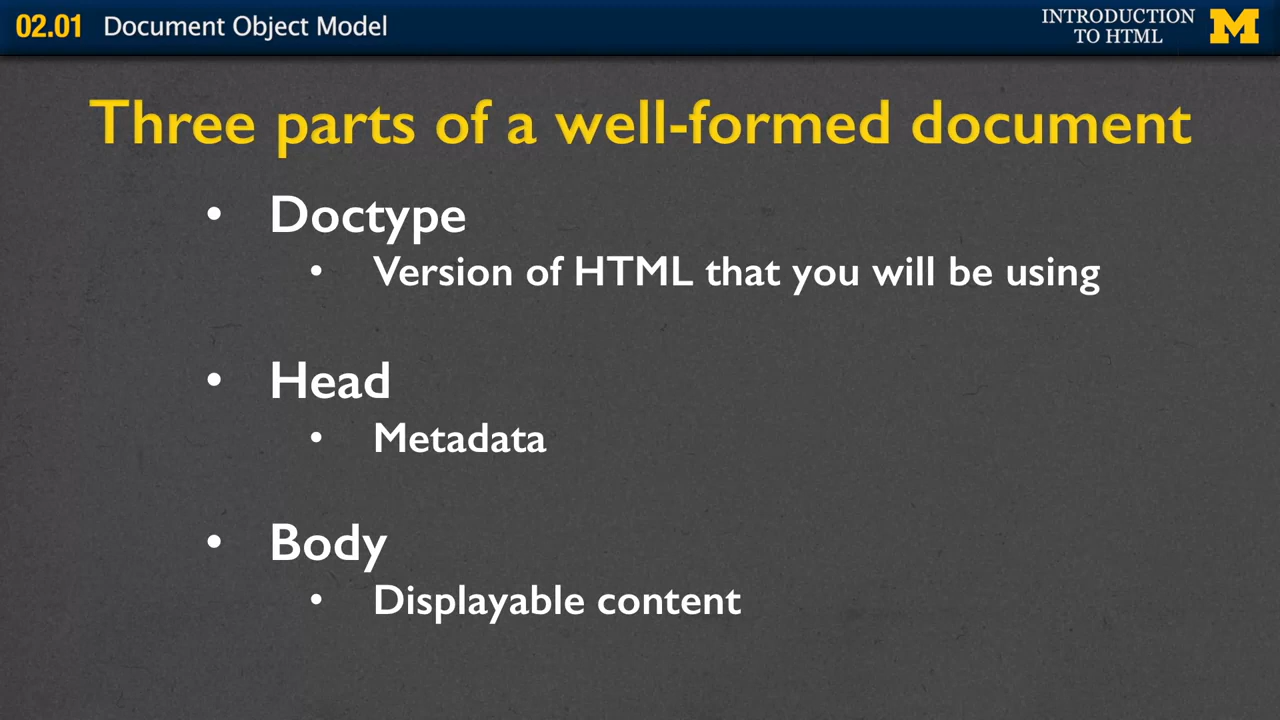 02.01 Document Object Model
INTRODUCTION
TO HTML
M
Three parts of a well-formed document
• Doctype
• Version of HTML that you will be using
• Head
• Metadata
• Body
• Displayable content